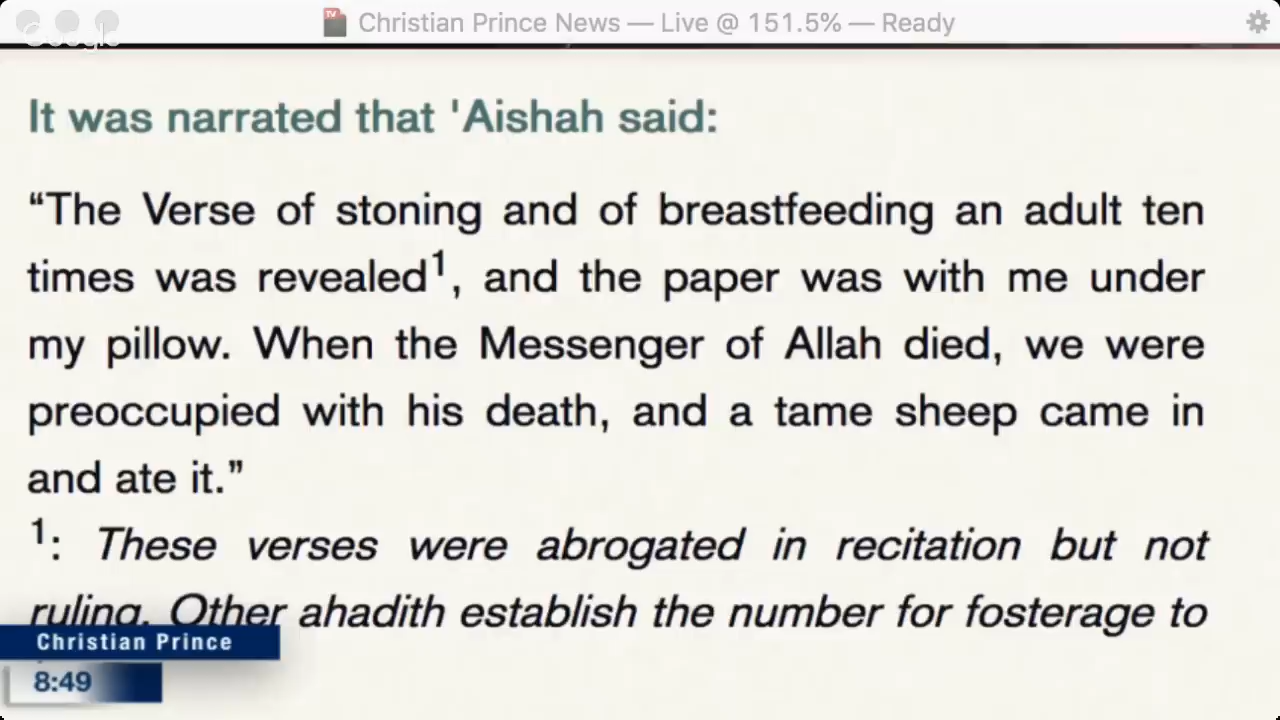 Christian Prince News — Live @ 151.5% — Ready
Google
It was narrated that 'Aishah said:
“The Verse of stoning and of breastfeeding an adult ten
times was revealed¹, and the paper was with me under
my pillow. When the Messenger of Allah died, we were
preoccupied with his death, and a tame sheep came in
and ate it.”
¹: These verses were abrogated in recitation but not
ruling. Other ahadith establish the number for fosterage to
Christian Prince
8:49